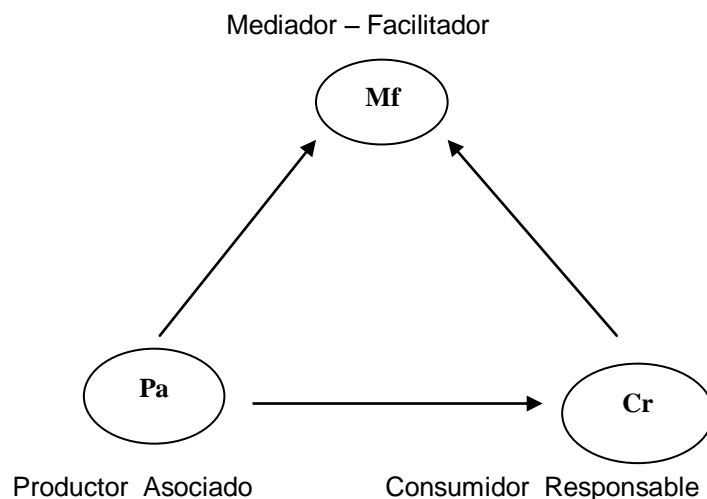 Mediador – Facilitador
Mf
Pa
Cr
Productor Asociado
Consumidor Responsable